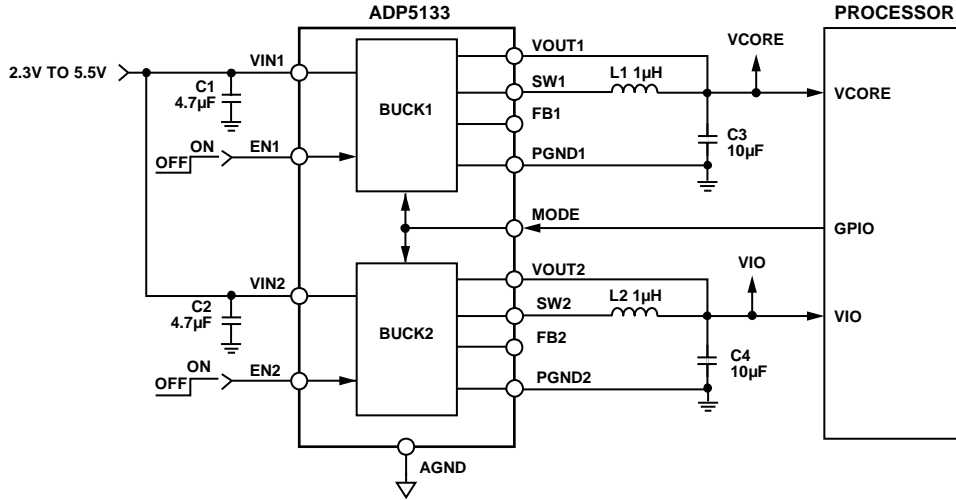 ADP5133
PROCESSOR
2.3V TO 5.5V
VIN1
C1
4.7µF
ON
OFF
EN1
BUCK1
VOUT1
SW1
L1 1µH
FB1
PGND1
VCORE
VCORE
C3
10µF
MODE
GPIO
VIN2
C2
4.7µF
ON
OFF
EN2
BUCK2
VOUT2
SW2
L2 1µH
FB2
PGND2
VIO
VIO
C4
10µF
AGND